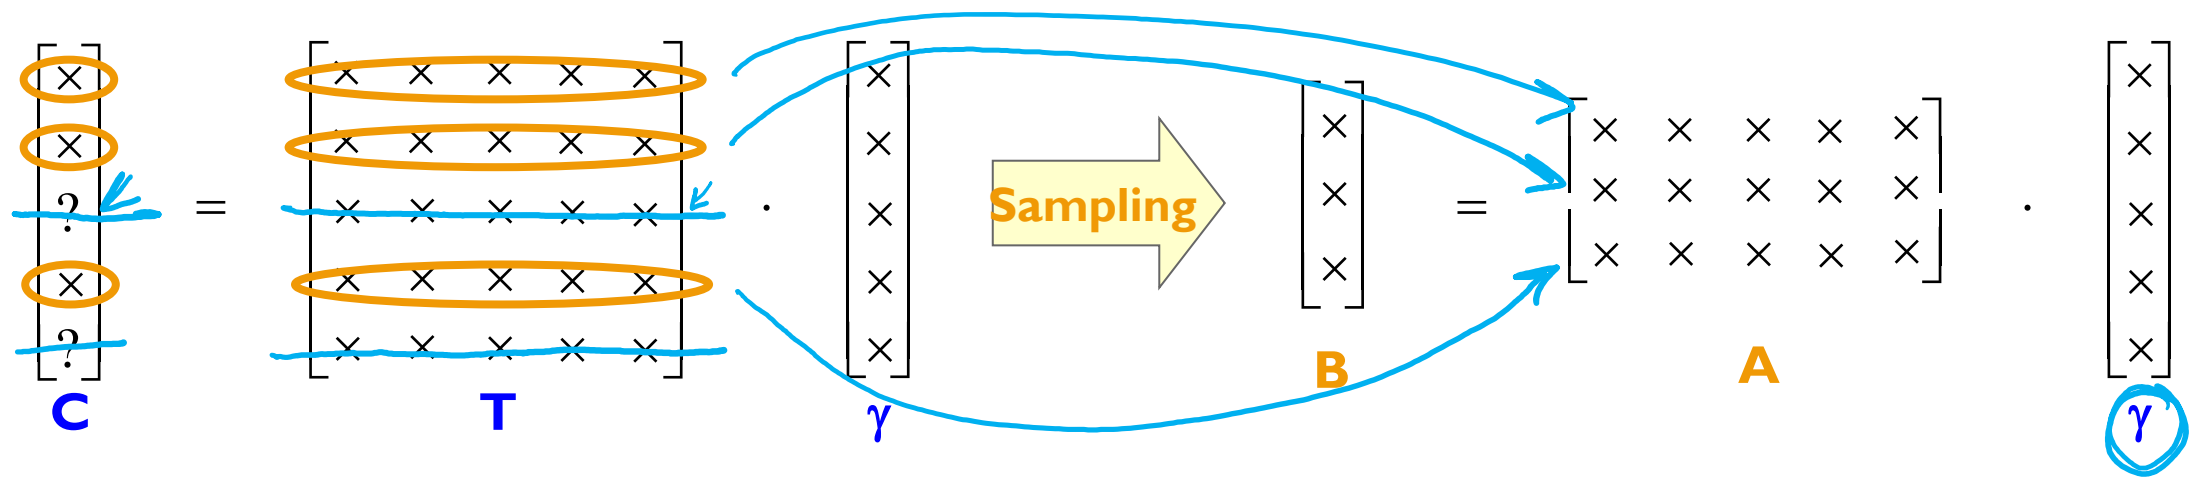 × = × × × × × · × Sampling × = × × × × × · ×
× × × × × × × × × × × × × ×
? × × × × × × × × × × × × ×
× × × × × × × ×
? × × × × × × ×
C T γ B A γ